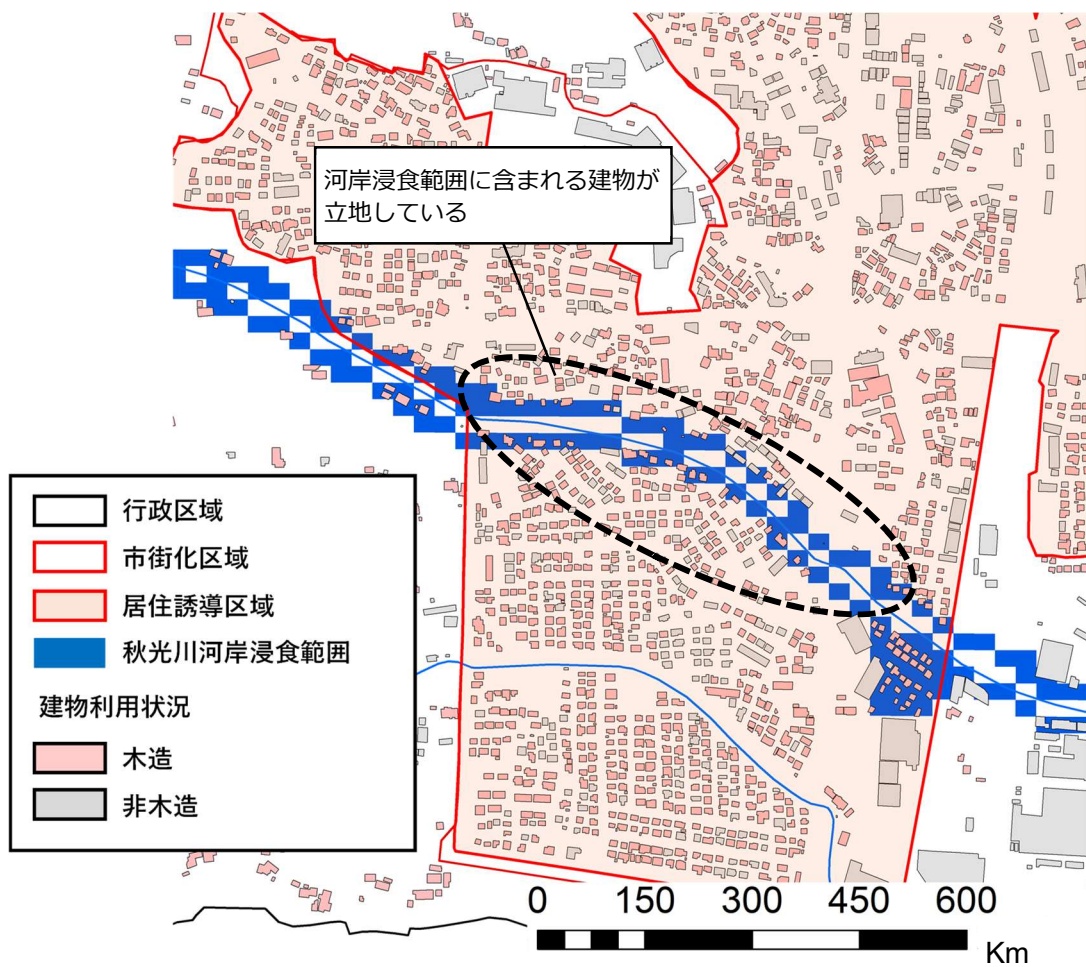 河岸浸食範囲に含まれる建物が
立地している
行政区域
市街化区域
居住誘導区域
秋光川河岸浸食範囲
建物利用状況
木造
非木造
0 150 300 450 600
Km